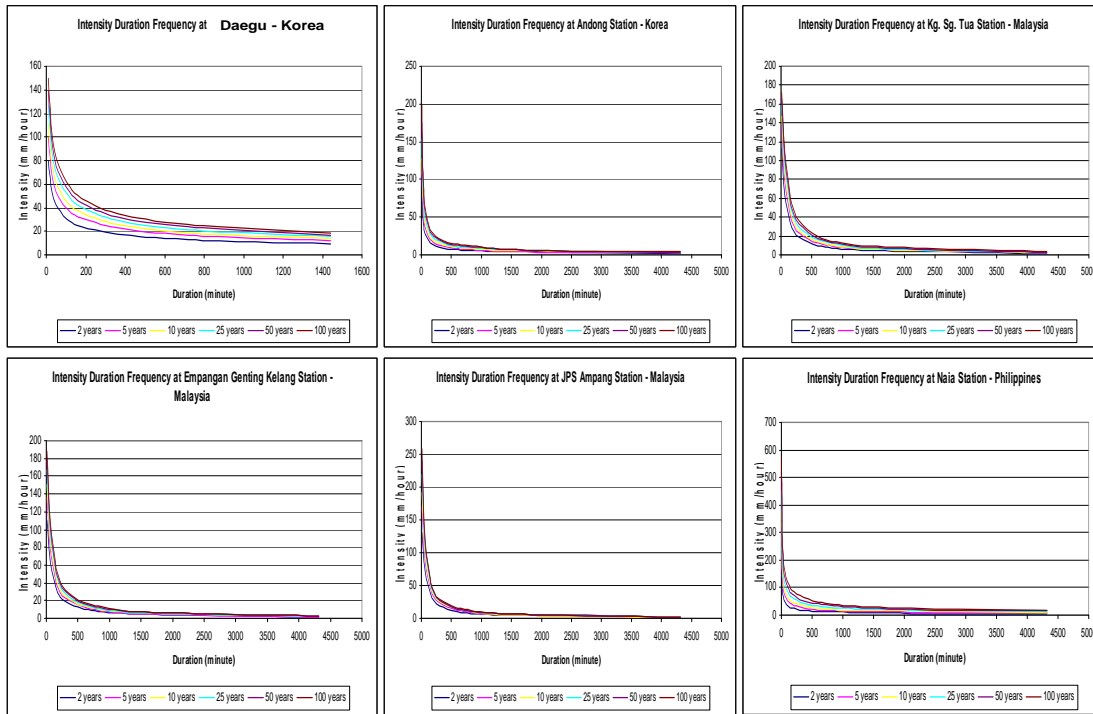 Intensity Duration Frequency at Daegu - Korea
Intensity (mm/hour)
160
140
120
100
80
60
40
20
0
0 200 400 600 800 1000 1200 1400 1600
Duration (minute)
2 years 5 years 10 years 25 years 50 years 100 years
Intensity Duration Frequency at Andong Station - Korea
Intensity (mm/hour)
250
200
150
100
50
0
0 500 1000 1500 2000 2500 3000 3500 4000 4500 5000
Duration (minute)
2 years 5 years 10 years 25 years 50 years 100 years
Intensity Duration Frequency at Kg. Sg. Tua Station - Malaysia
Intensity (mm/hour)
200
180
160
140
120
100
80
60
40
20
0
0 500 1000 1500 2000 2500 3000 3500 4000 4500 5000
Duration (minute)
2 years 5 years 10 years 25 years 50 years 100 years
Intensity Duration Frequency at Empangan Genting Kelang Station -
Malaysia
Intensity (mm/hour)
200
180
160
140
120
100
80
60
40
20
0
0 500 1000 1500 2000 2500 3000 3500 4000 4500 5000
Duration (minute)
2 years 5 years 10 years 25 years 50 years 100 years
Intensity Duration Frequency at JPS Ampang Station - Malaysia
Intensity (mm/hour)
300
250
200
150
100
50
0
0 500 1000 1500 2000 2500 3000 3500 4000 4500 5000
Duration (minute)
2 years 5 years 10 years 25 years 50 years 100 years
Intensity Duration Frequency at Naia Station - Philippines
Intensity (mm/hour)
700
600
500
400
300
200
100
0
0 500 1000 1500 2000 2500 3000 3500 4000 4500 5000
Duration (minute)
2 years 5 years 10 years 25 years 50 years 100 years